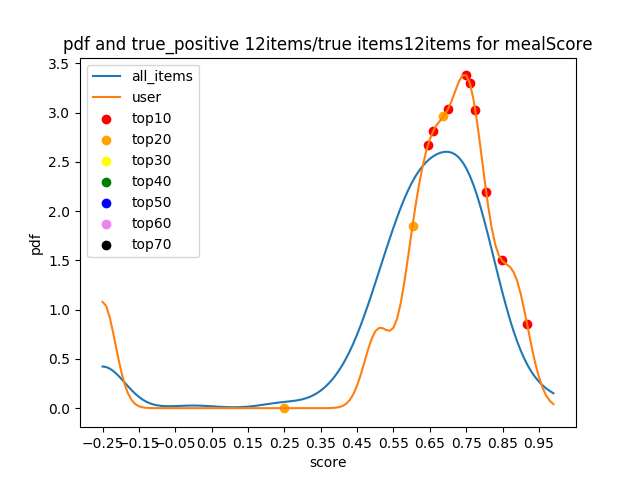 pdf and true_positive 12items/true items12items for mealScore
all_items
user
top10
top20
top30
top40
top50
top60
top70
3.5
3.0
2.5
2.0
1.5
1.0
0.5
0.0
pdf
−0.25 −0.15 −0.05 0.05 0.15 0.25 0.35 0.45 0.55 0.65 0.75 0.85 0.95
score